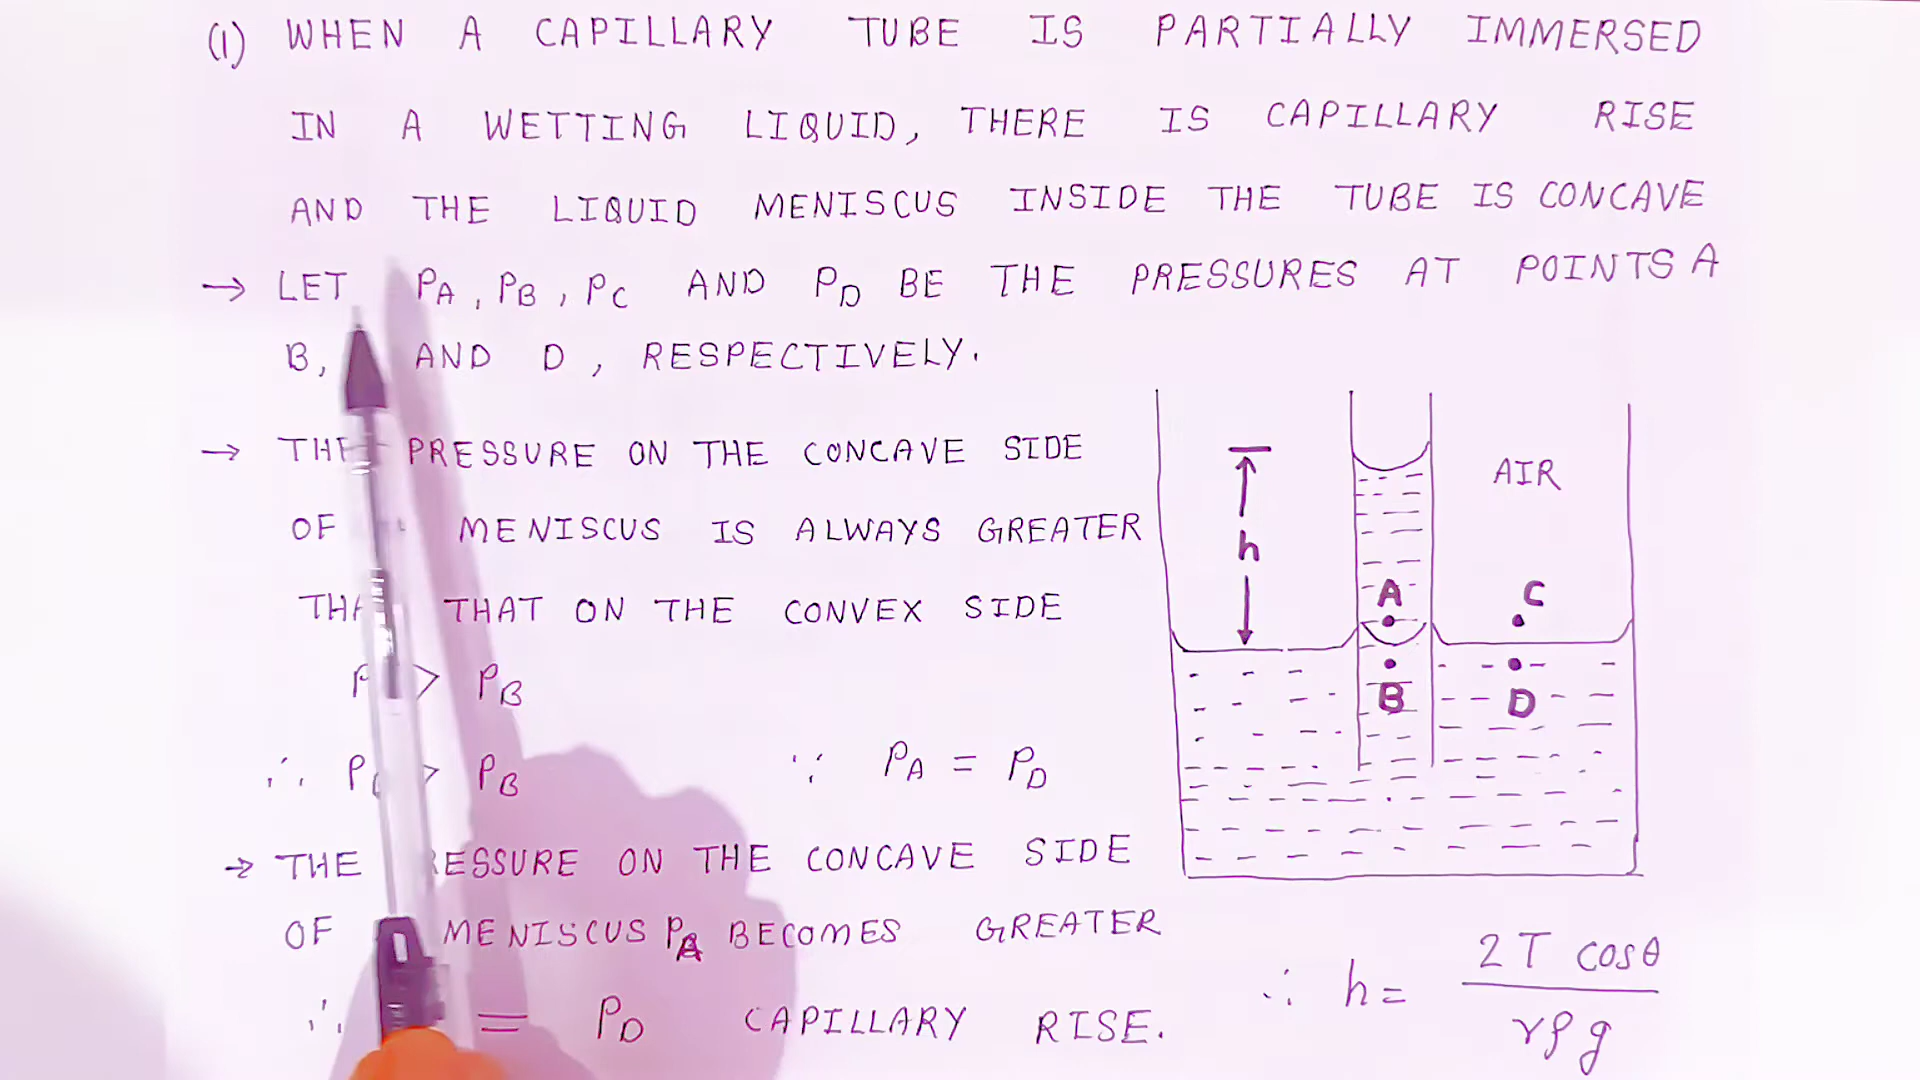 (1) WHEN A CAPILLARY TUBE IS PARTIALLY IMMERSED
IN A WETTING LIQUID, THERE IS CAPILLARY RISE
AND THE LIQUID MENISCUS INSIDE THE TUBE IS CONCAVE
→ LET PA, PB, PC AND PD BE THE PRESSURES AT POINTS A
B, AND D, RESPECTIVELY.
→ THE PRESSURE ON THE CONCAVE SIDE
OF MENISCUS IS ALWAYS GREATER
THAT ON THE CONVEX SIDE
> PB
∴ > PB ∵ PA = PD
→ THE PRESSURE ON THE CONCAVE SIDE
OF MENISCUS PA BECOMES GREATER
∴ = PD CAPILLARY RISE.
h
AIR
A
C
B
D
∴ h = 2T cosθ / rρg